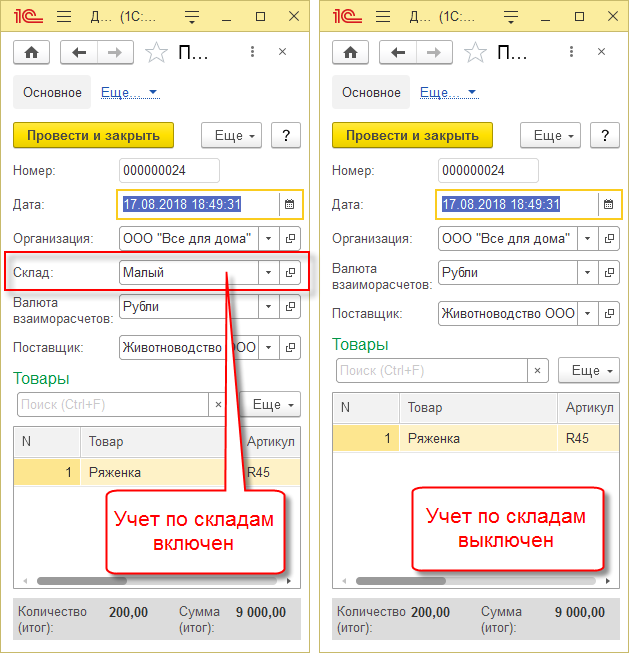 1С Д... (1С:...
П...
Основное Еще...
Провести и закрыть Еще ?
Номер: 000000024
Дата: 17.08.2018 18:49:31
Организация: ООО "Все для дома"
Склад: Малый
Валюта
взаиморасчетов: Рубли
Поставщик: Животноводство ООО
Товары
Поиск (Ctrl+F) × Еще
N Товар Артикул
1 Ряженка R45
Учет по складам
включен
Количество
(итог): 200,00 Сумма
(итог): 9 000,00
1С Д... (1С:...
П...
Основное Еще...
Провести и закрыть Еще ?
Номер: 000000024
Дата: 17.08.2018 18:49:31
Организация: ООО "Все для дома"
Валюта
взаиморасчетов: Рубли
Поставщик: Животноводство ООО
Товары
Поиск (Ctrl+F) × Еще
N Товар Артикул
1 Ряженка R45
Учет по складам
выключен
Количество
(итог): 200,00 Сумма
(итог): 9 000,00